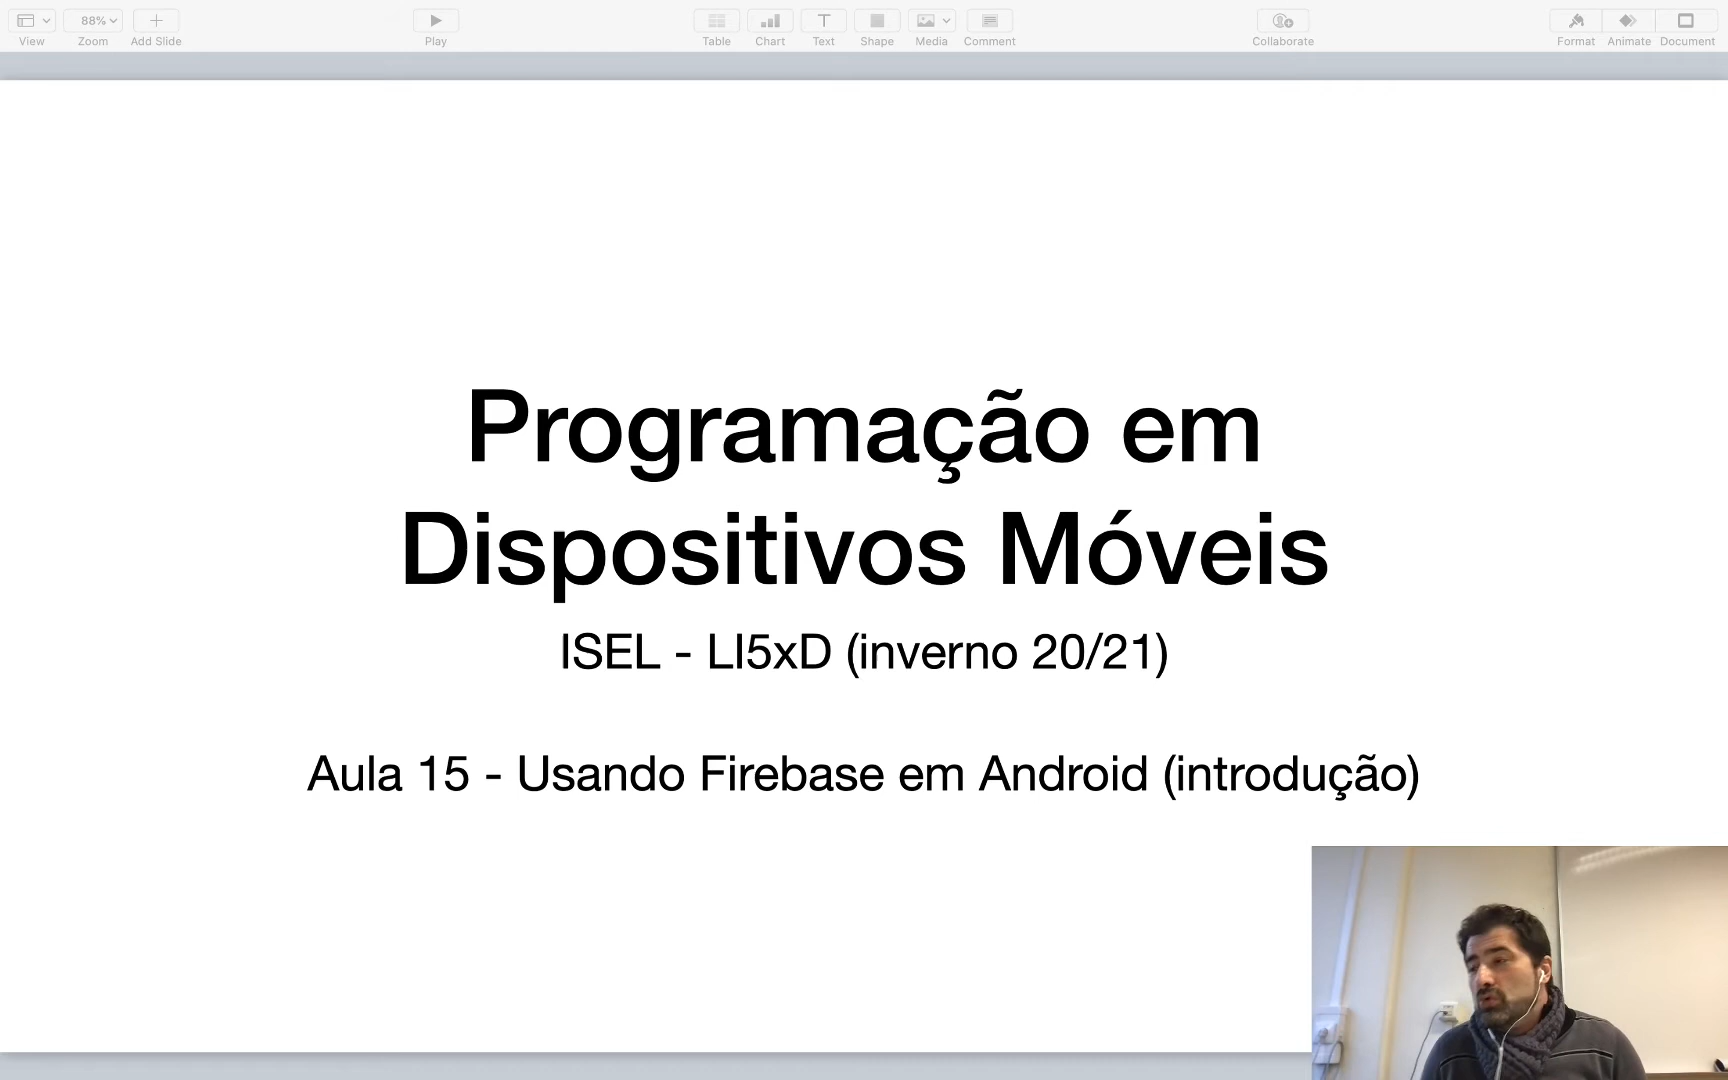 88%
View
Zoom
Add Slide
Play
Table
Chart
Text
Shape
Media
Comment
Collaborate
Format
Animate
Document
Programação em
Dispositivos Móveis
ISEL - LI5xD (inverno 20/21)
Aula 15 - Usando Firebase em Android (introdução)